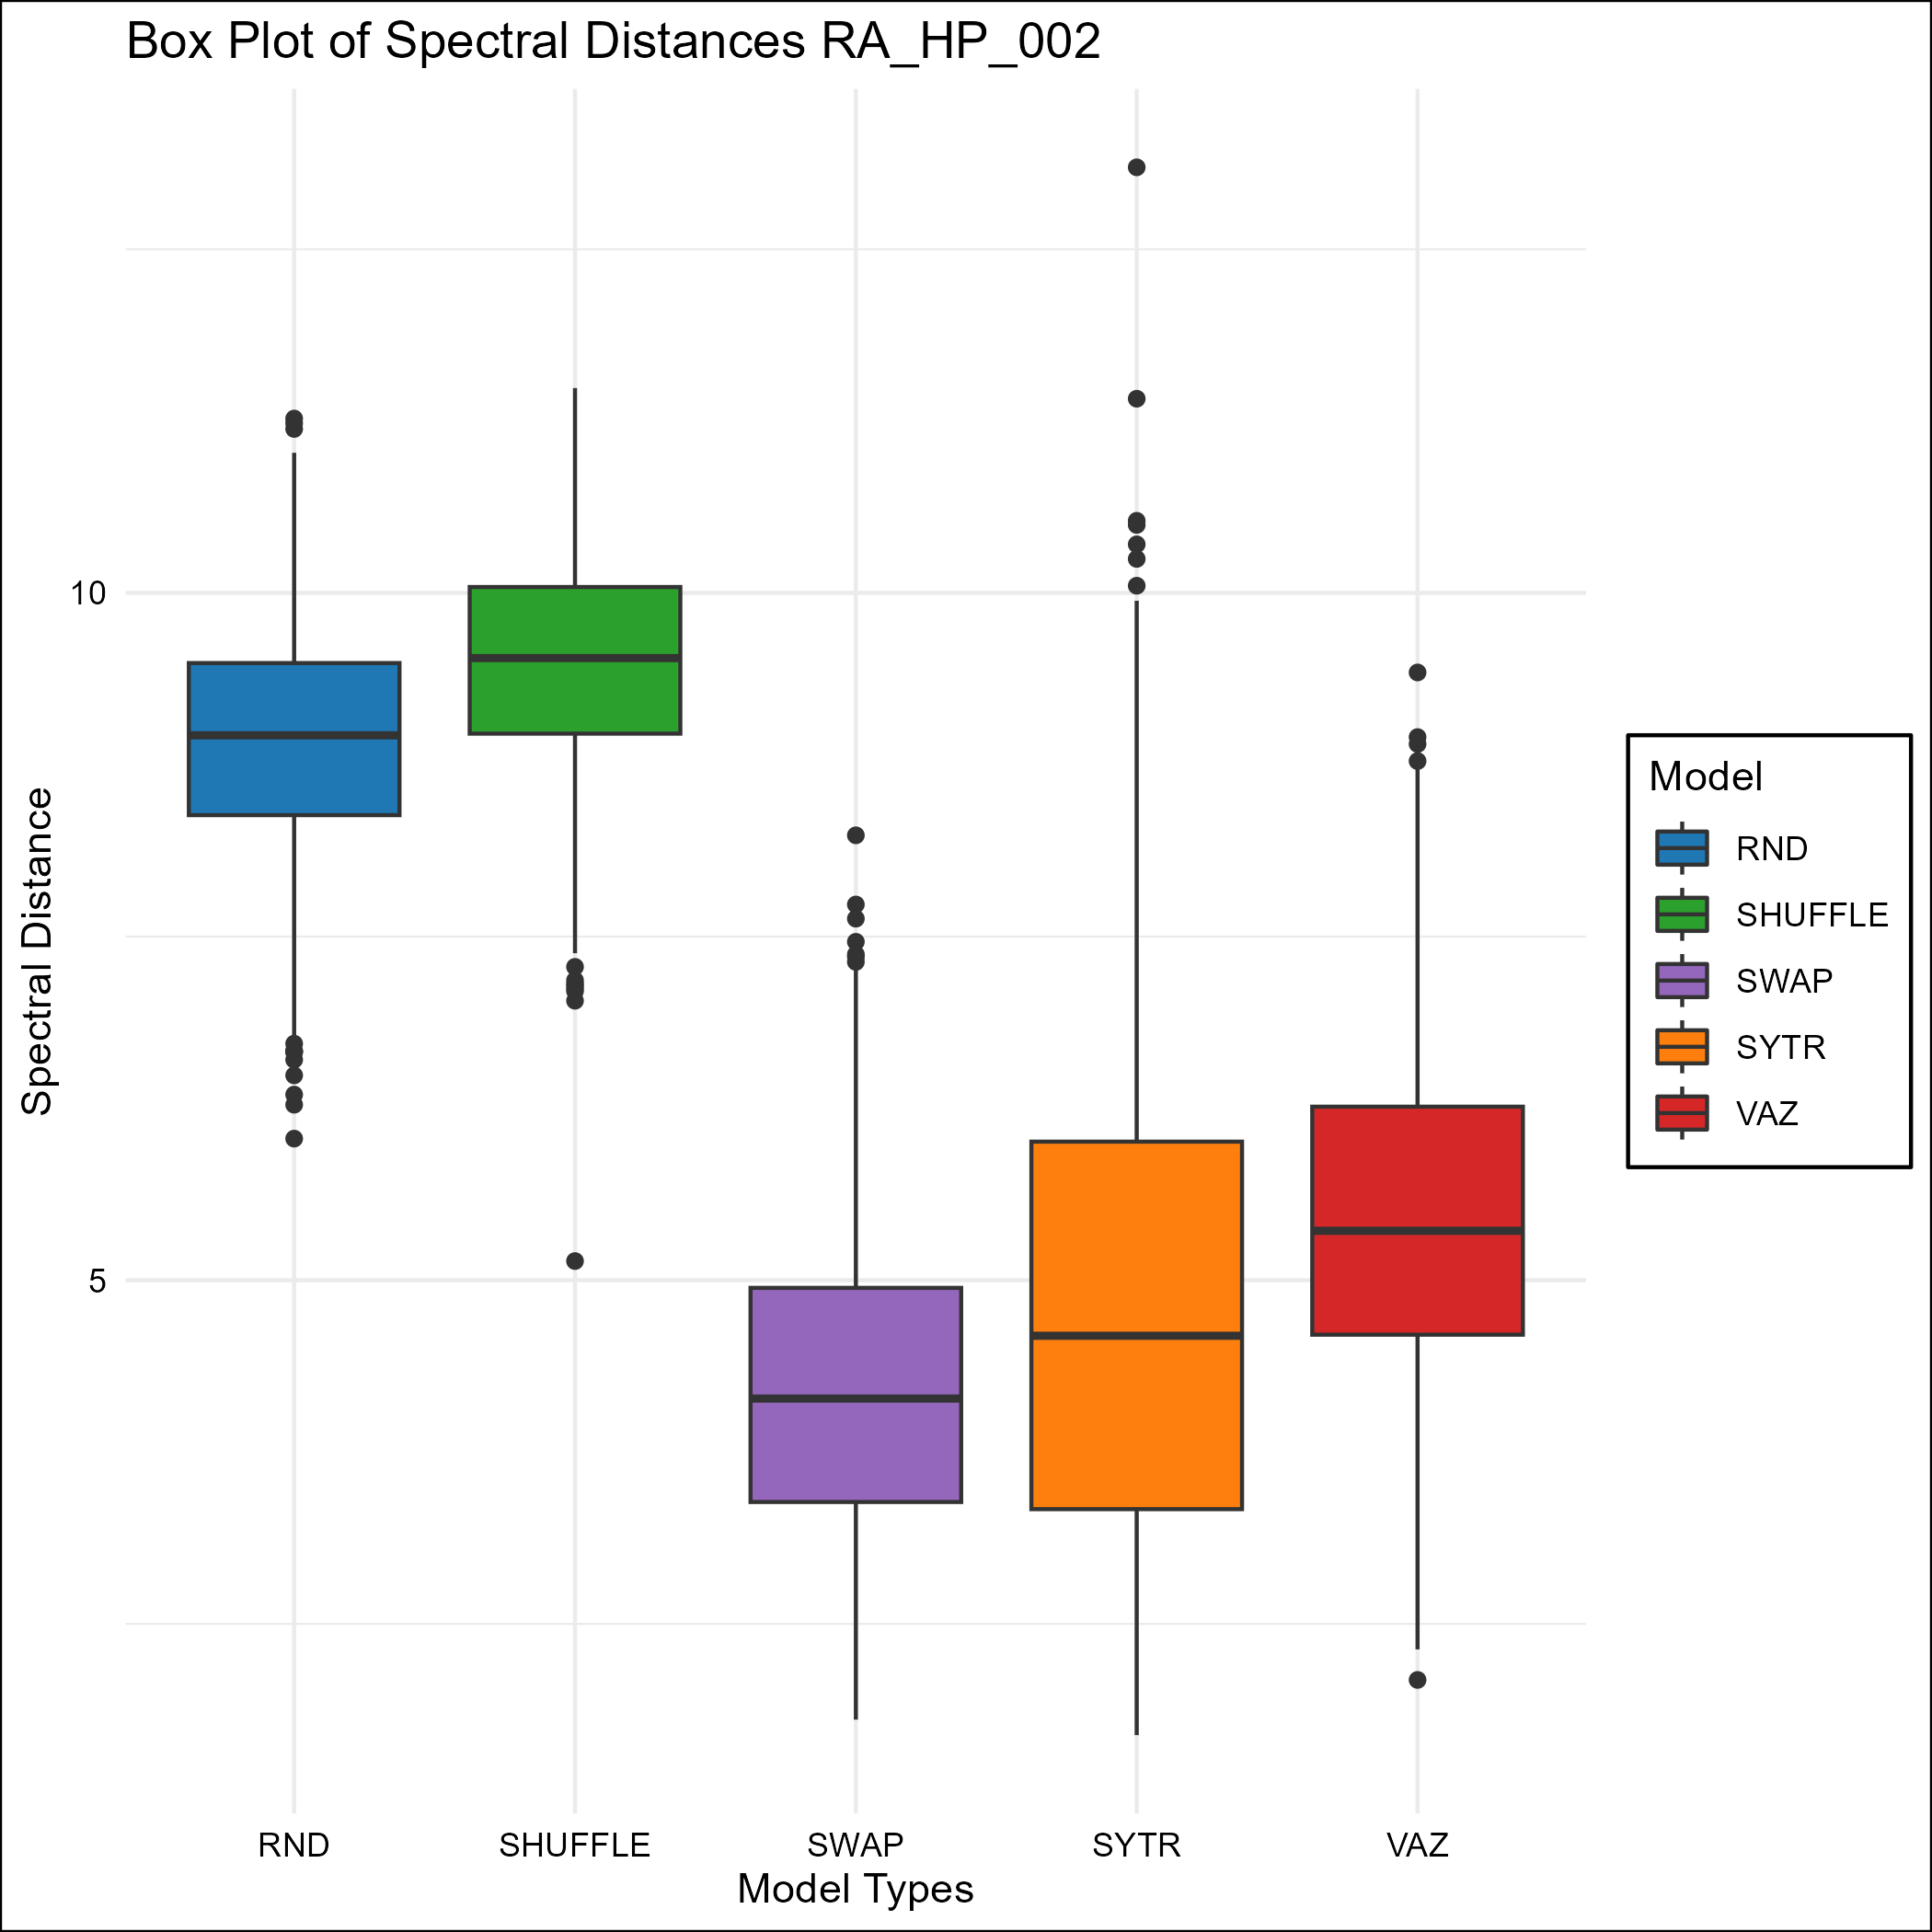 Box Plot of Spectral Distances RA_HP_002
10
5
Spectral Distance
RND
SHUFFLE
SWAP
SYTR
VAZ
Model Types
Model
RND
SHUFFLE
SWAP
SYTR
VAZ